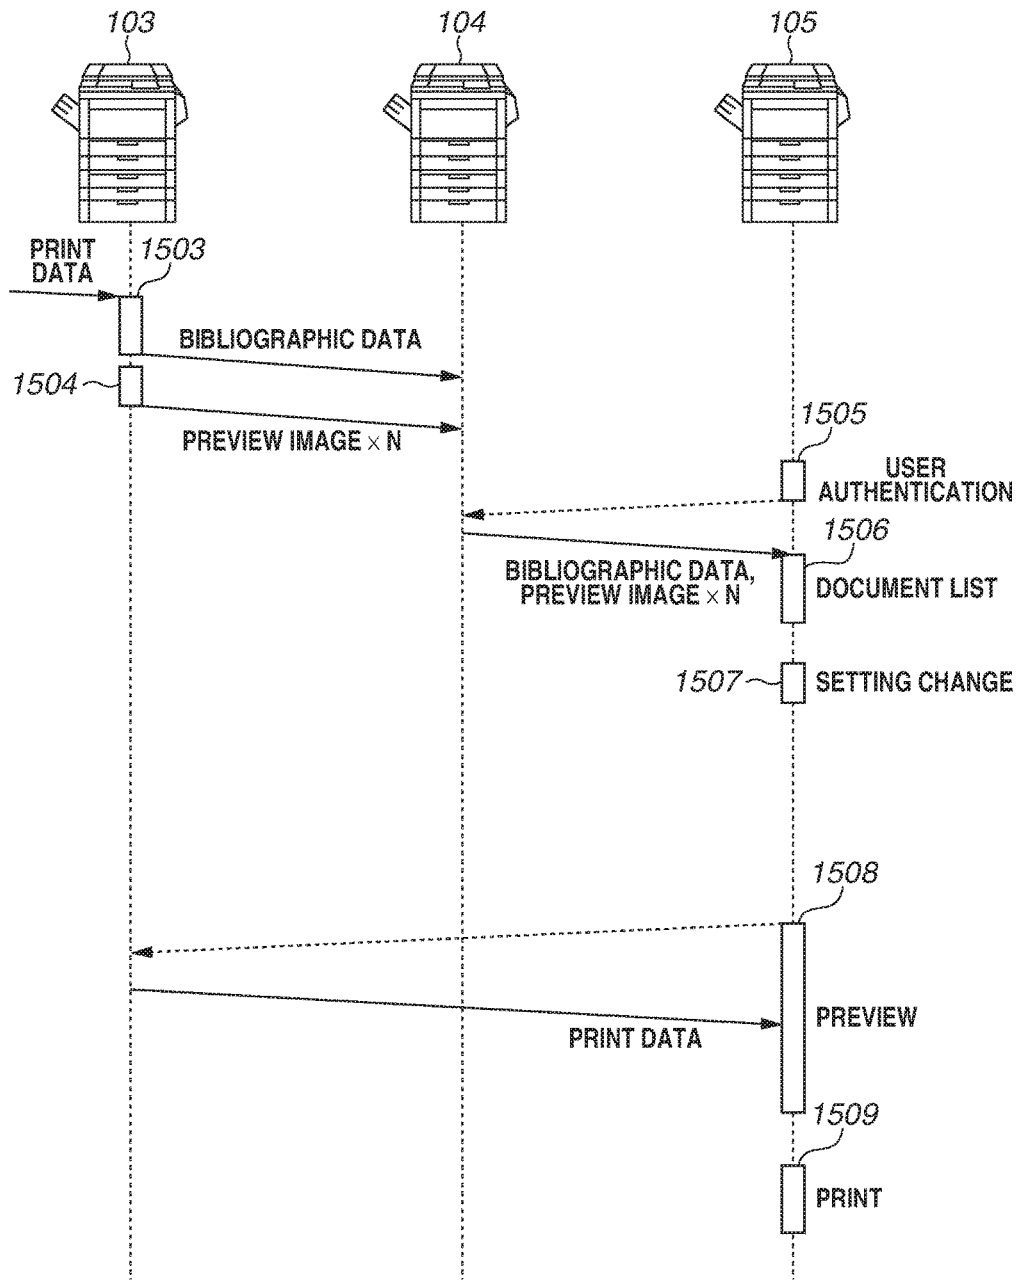 103
104
105
PRINT
DATA
1503
BIBLIOGRAPHIC DATA
1504
PREVIEW IMAGE × N
1505
USER
AUTHENTICATION
1506
BIBLIOGRAPHIC DATA,
PREVIEW IMAGE × N
DOCUMENT LIST
1507
SETTING CHANGE
1508
PREVIEW
PRINT DATA
1509
PRINT